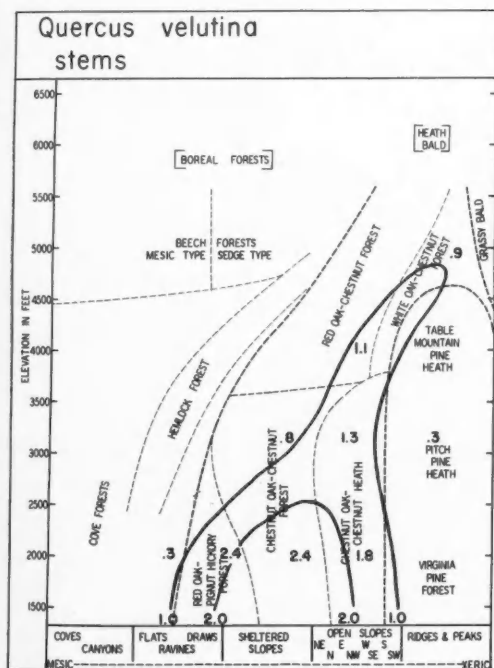 Quercus velutina
stems
6500
6000
5500
5000
4500
4000
3500
3000
2500
2000
1500
ELEVATION IN FEET
[BOREAL FORESTS]
[HEATH
BALD]
GRASSY BALD
BEECH FORESTS
MESIC TYPE SEDGE TYPE
RED OAK-CHESTNUT FOREST
WHITE OAK-CHESTNUT
FOREST
.9
1.1
TABLE
MOUNTAIN
PINE
HEATH
HEMLOCK FOREST
.8
1.3
.3
PITCH
PINE
HEATH
COVE FORESTS
CHESTNUT OAK-CHESTNUT
FOREST
CHESTNUT OAK-
CHESTNUT HEATH
.3
2.4
2.4
1.8
RED OAK-
PIGNUT HICKORY
FOREST
VIRGINIA
PINE
FOREST
1.0
2.0
2.0
1.0
COVES
CANYONS
FLATS DRAWS
RAVINES
SHELTERED
SLOPES
OPEN SLOPES
NE E W S
N NW SE SW
RIDGES & PEAKS
MESIC
XERIC